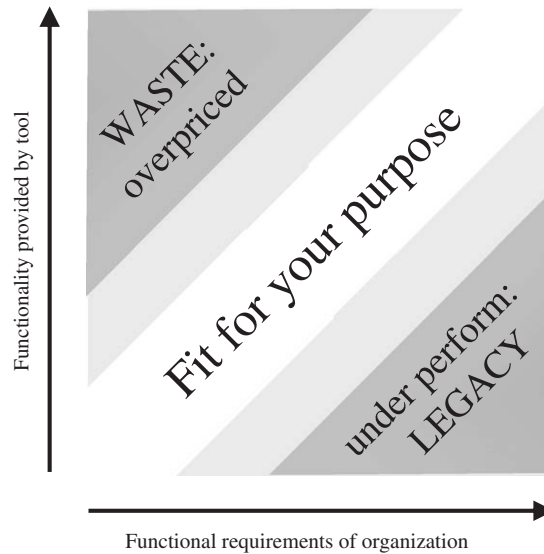 Functionality provided by tool
WASTE:
overpriced
Fit for your purpose
under perform:
LEGACY
Functional requirements of organization